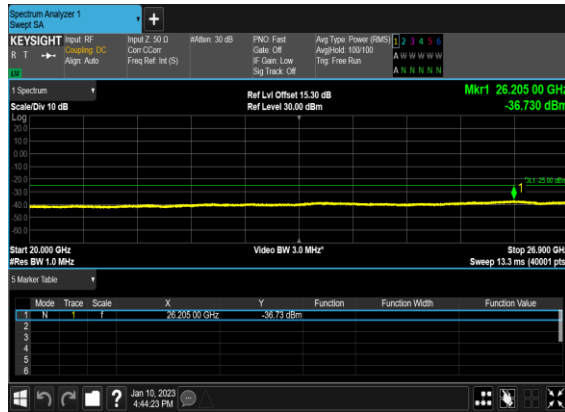 Spectrum Analyzer 1
Swept SA
+
KEYSIGHT Input: RF Input Z: 50 Ω #Atten: 30 dB PNO: Fast Avg Type: Power (RMS) 1 2 3 4 5 6
R T Coupling: DC Corr CCorr Gate: Off Avg|Hold: 100/100 A W W W W W
Align: Auto Freq Ref: Int (S) IF Gain: Low Trig: Free Run
LXI Sig Track: Off A N N N N N
1 Spectrum Ref Lvl Offset 15.30 dB Mkr1 26.205 00 GHz
Scale/Div 10 dB Ref Level 30.00 dBm -36.730 dBm
Log
20.0
10.0
0.00
-10.0
-20.0
DL1 -25.00 dBm
-30.0
1
-40.0
-50.0
-60.0
Start 20.000 GHz Video BW 3.0 MHz* Stop 26.900 GHz
#Res BW 1.0 MHz Sweep 13.3 ms (40001 pts)
5 Marker Table
Mode Trace Scale X Y Function Function Width Function Value
1 N 1 f 26.205 00 GHz -36.73 dBm
2
3
4
5
6
? Jan 10, 2023
4:44:23 PM